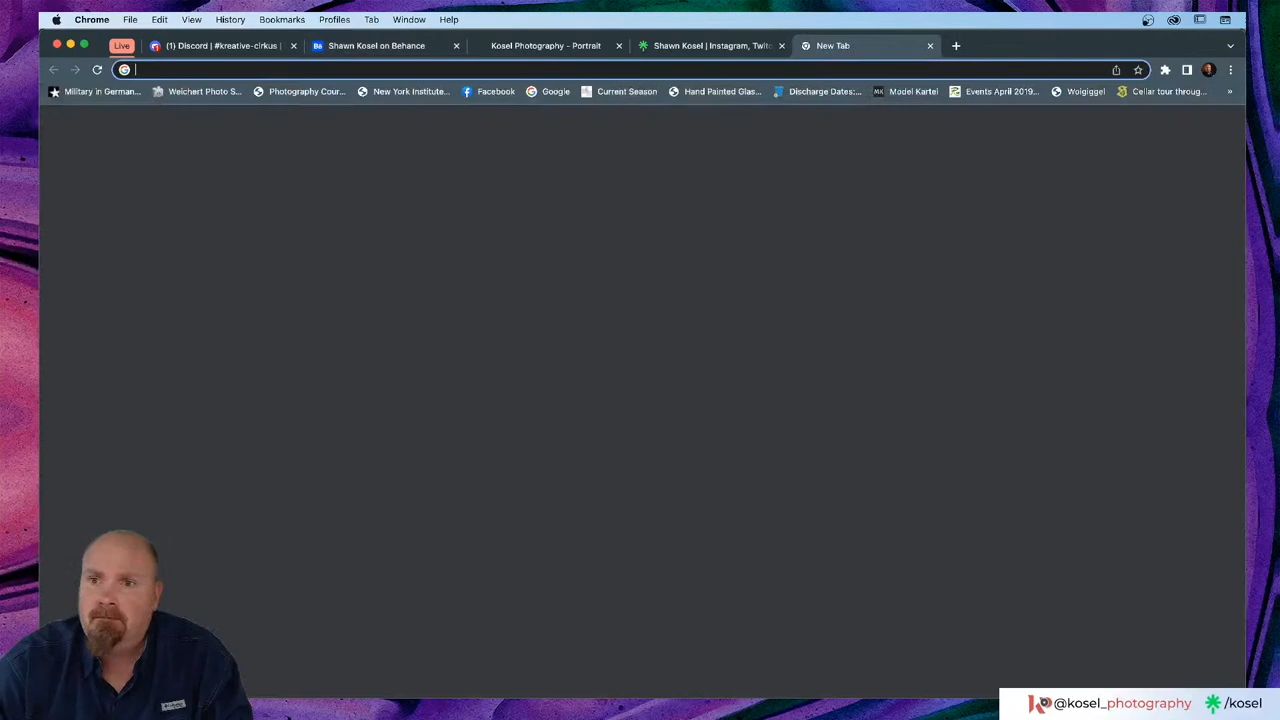 Chrome File Edit View History Bookmarks Profiles Tab Window Help
Live (1) Discord | #kreative-cirkus | Shawn Kosel on Behance Kosel Photography - Portrait Shawn Kosel | Instagram, Twitt New Tab
Military in German... Weichert Photo S... Photography Cour... New York Institute... Facebook Google Current Season Hand Painted Glas... Discharge Dates:... Model Kartel Events April 2019... Wolgiggel Cellar tour throug... »
@kosel_photography /kosel